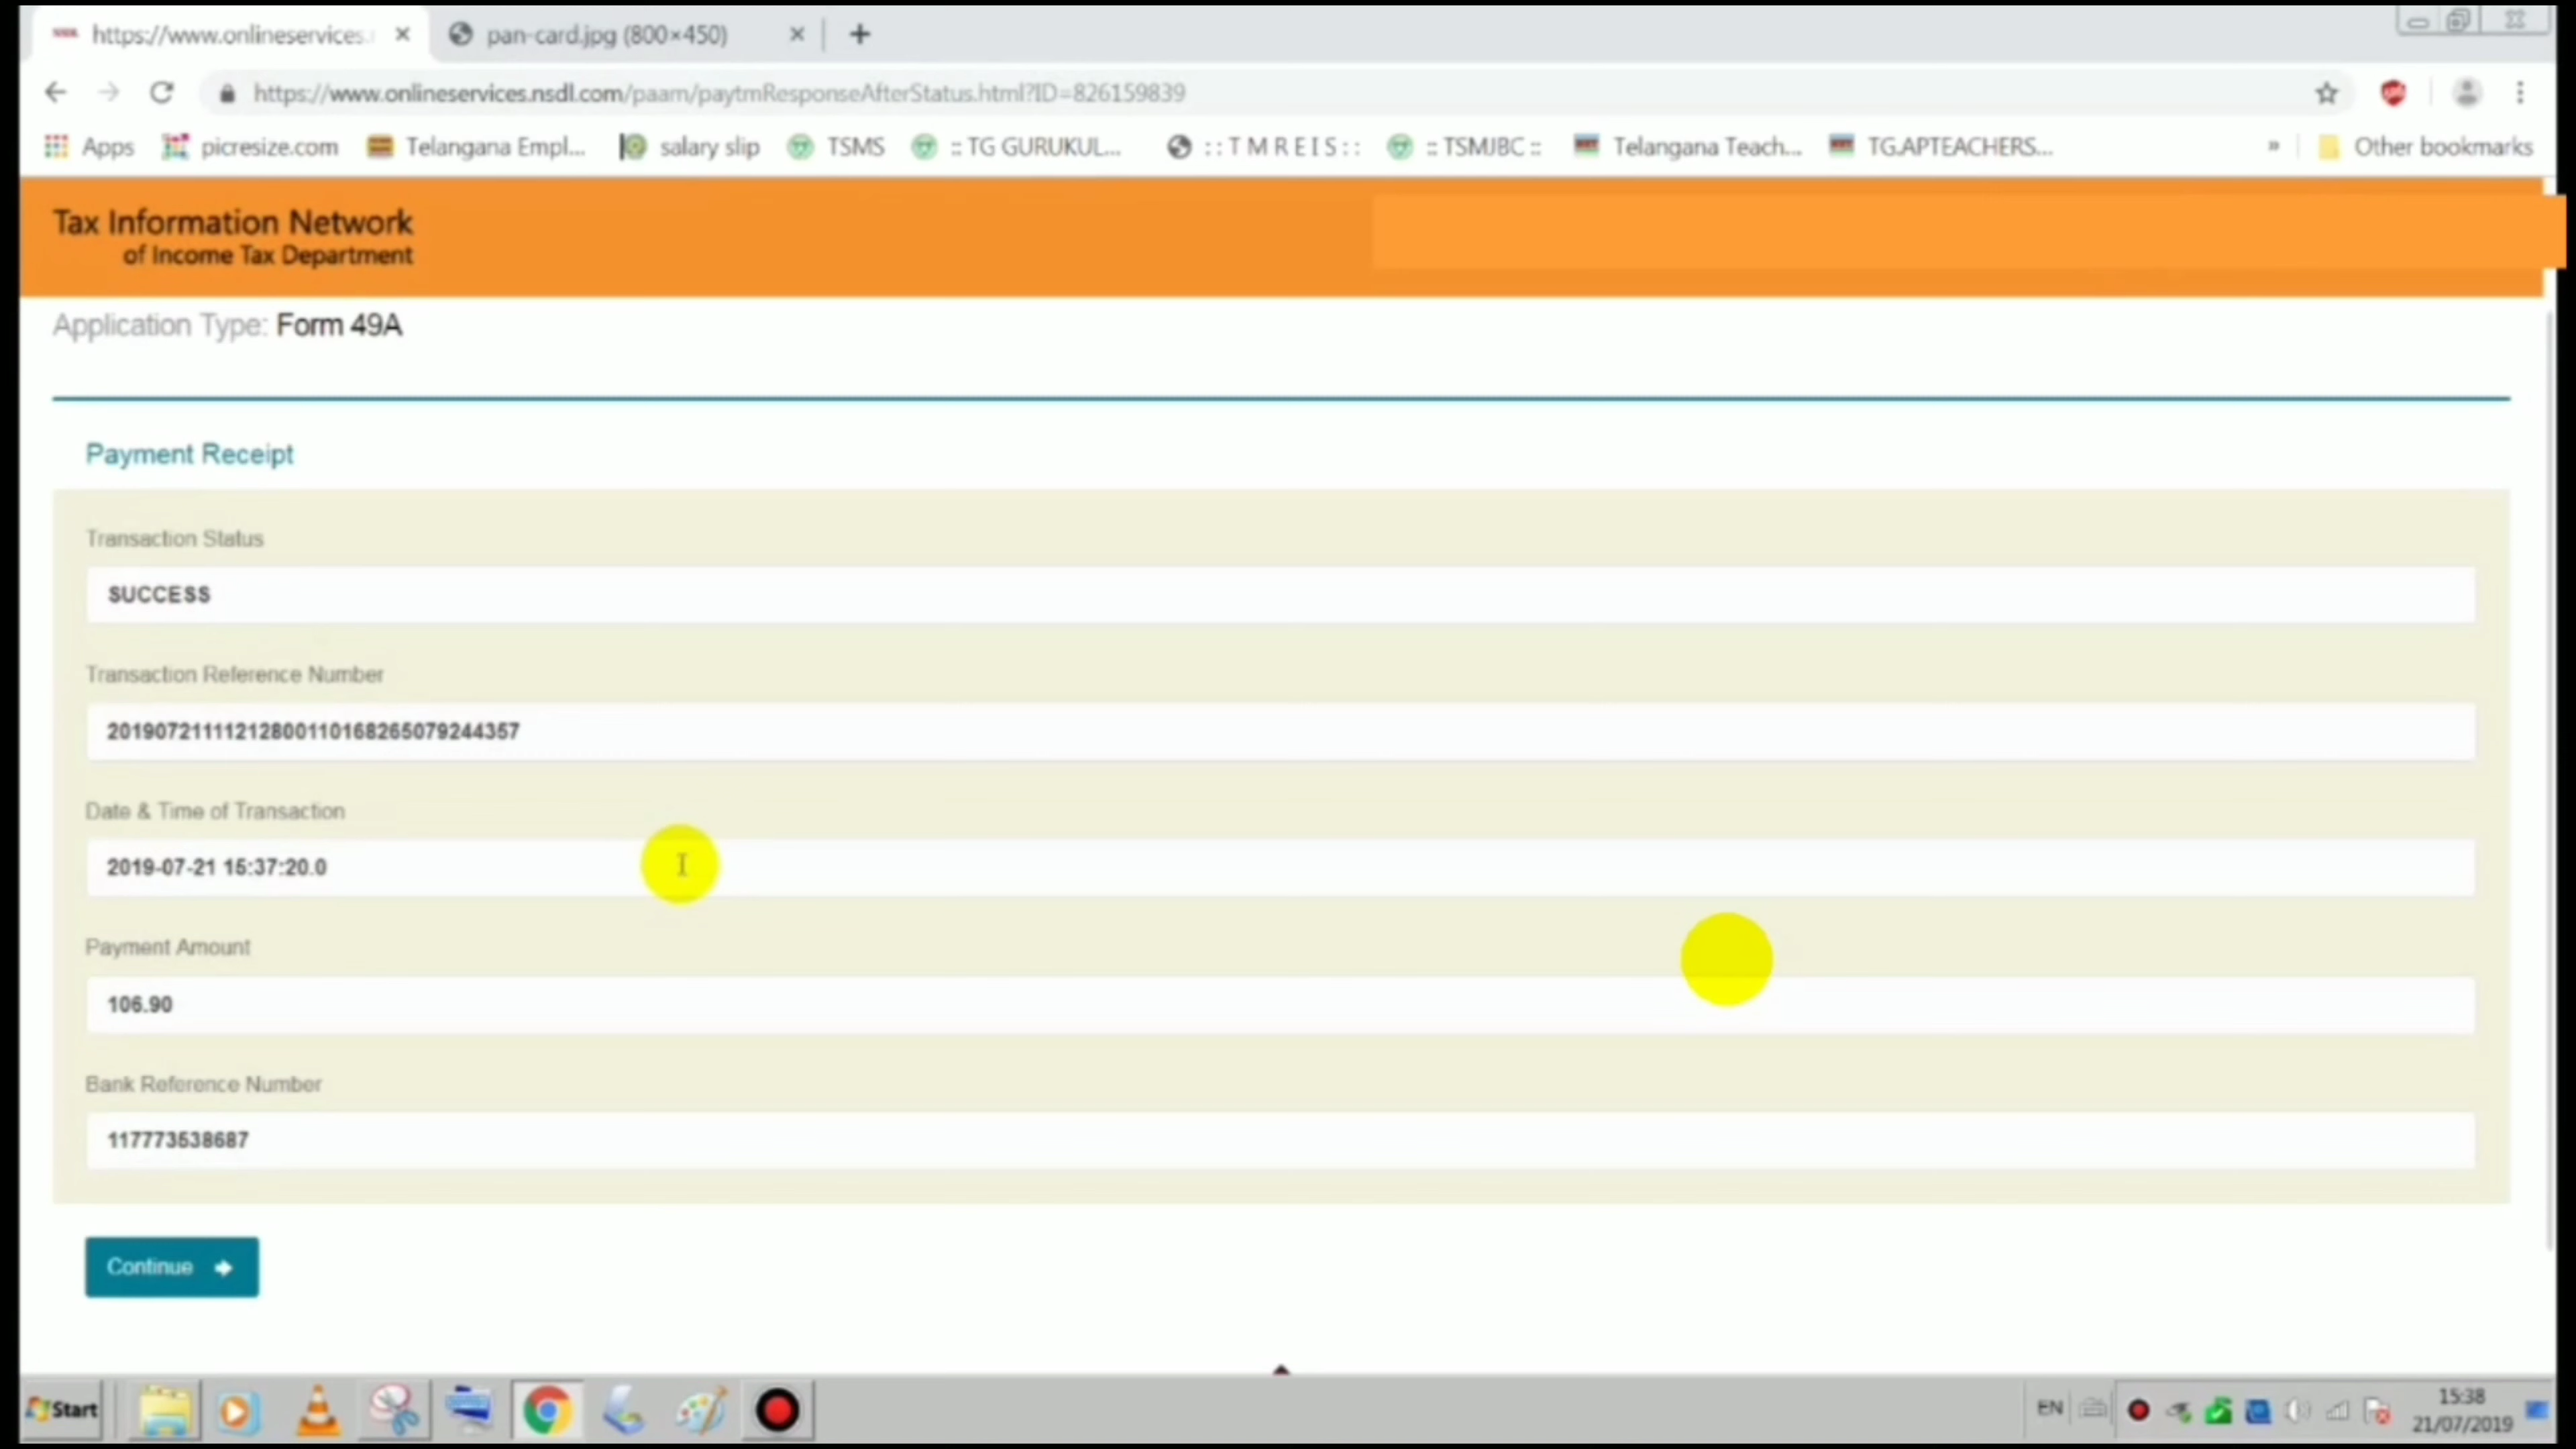 https://www.onlineservices.
pan-card.jpg (800×450)
https://www.onlineservices.nsdl.com/paam/paytmResponseAfterStatus.html?ID=826159839
Apps picresize.com Telangana Empl... salary slip TSMS :: TG GURUKUL... : : T M R E I S : : :: TSMJBC :: Telangana Teach... TG.APTEACHERS... » Other bookmarks
Tax Information Network
of Income Tax Department
Application Type: Form 49A
Payment Receipt
Transaction Status
SUCCESS
Transaction Reference Number
20190721111212800110168265079244357
Date & Time of Transaction
2019-07-21 15:37:20.0
Payment Amount
106.90
Bank Reference Number
117773538687
Continue
Start
EN
15:38
21/07/2019